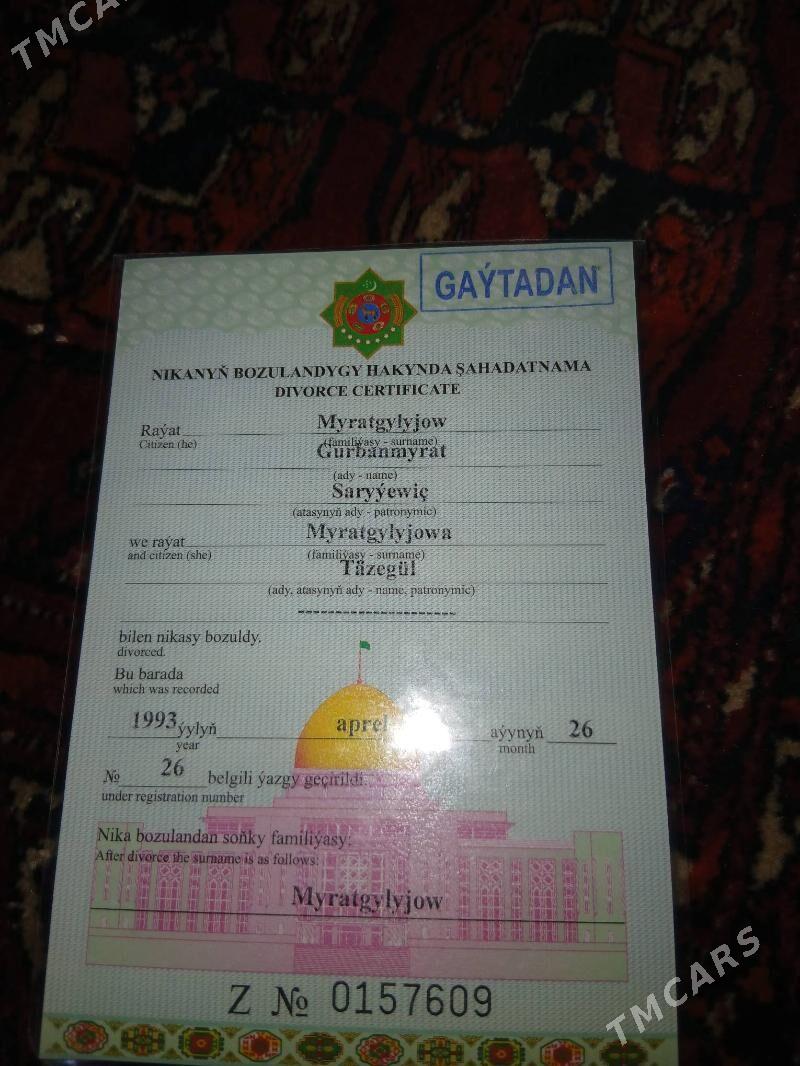 TMCARS
GAÝTADAN
NIKANYŇ BOZULANDYGY HAKYNDA ŞAHADATNAMA
DIVORCE CERTIFICATE
Raýat Myratgylyjow
Citizen (he) (familiýasy - surname)
Gurbanmyrat
(ady - name)
Saryýewiç
(atasynyň ady - patronymic)
we raýat Myratgylyjowa
and citizen (she) (familiýasy - surname)
Täzegül
(ady, atasynyň ady - name, patronymic)
--------------------
bilen nikasy bozuldy.
divorced.
Bu barada
which was recorded
1993 ýylyň aprel aýynyň 26
year month
№ 26 belgili ýazgy geçirildi.
under registration number
Nika bozulandan soňky familiýasy:
After divorce the surname is as follows:
Myratgylyjow
Z № 0157609
TMCARS